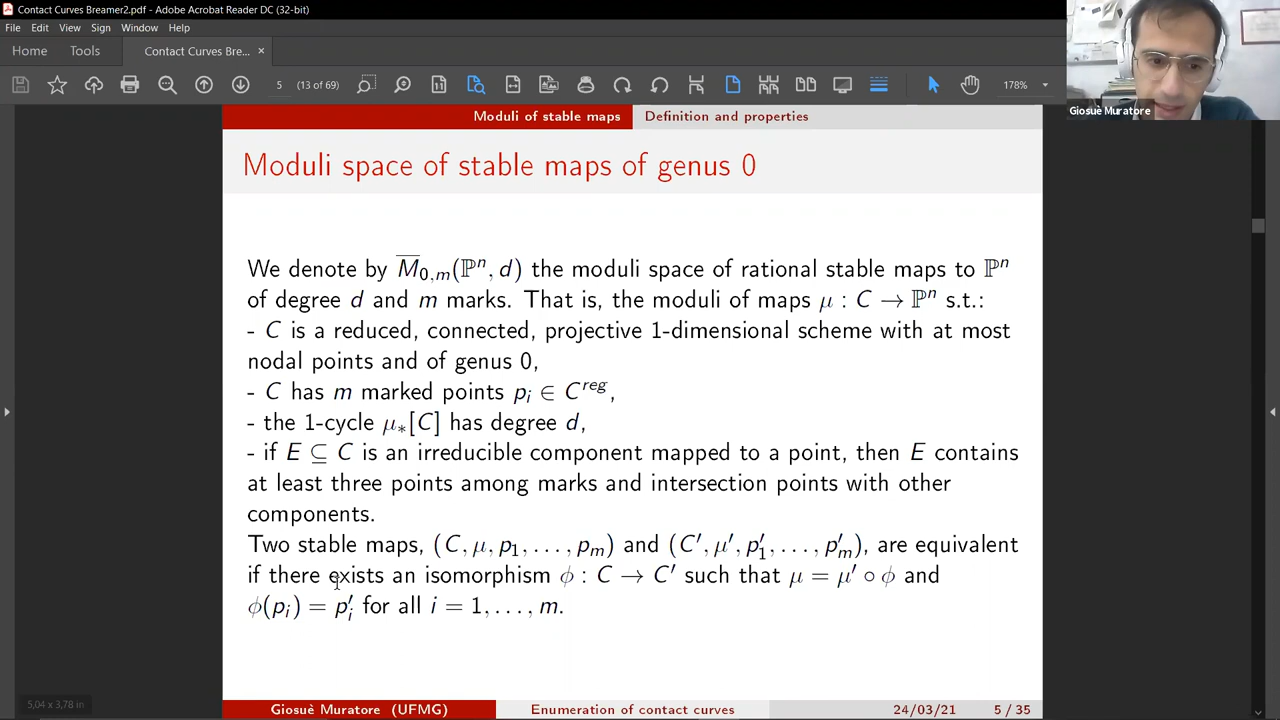 Contact Curves Breamer2.pdf - Adobe Acrobat Reader DC (32-bit)
File Edit View Sign Window Help
Home Tools Contact Curves Brea... ×
5 (13 of 69) 178%
Giosuè Muratore
Moduli of stable maps Definition and properties
Moduli space of stable maps of genus 0
We denote by M̅₀,ₘ(ℙⁿ, d) the moduli space of rational stable maps to ℙⁿ
of degree d and m marks. That is, the moduli of maps μ : C → ℙⁿ s.t.:
- C is a reduced, connected, projective 1-dimensional scheme with at most
nodal points and of genus 0,
- C has m marked points pᵢ ∈ C^reg,
- the 1-cycle μ∗[C] has degree d,
- if E ⊆ C is an irreducible component mapped to a point, then E contains
at least three points among marks and intersection points with other
components.
Two stable maps, (C, μ, p₁, . . . , pₘ) and (C′, μ′, p′₁, . . . , p′ₘ), are equivalent
if there exists an isomorphism ϕ : C → C′ such that μ = μ′ ∘ ϕ and
ϕ(pᵢ) = p′ᵢ for all i = 1, . . . , m.
5,04 x 3,78 in
Giosuè Muratore (UFMG) Enumeration of contact curves 24/03/21 5 / 35